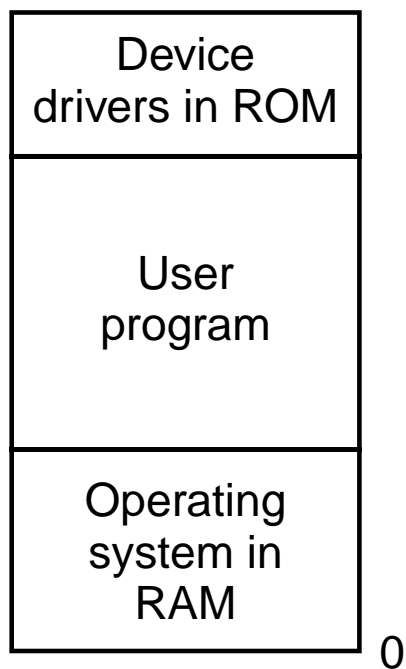 Device
drivers in ROM
User
program
Operating
system in
RAM
0